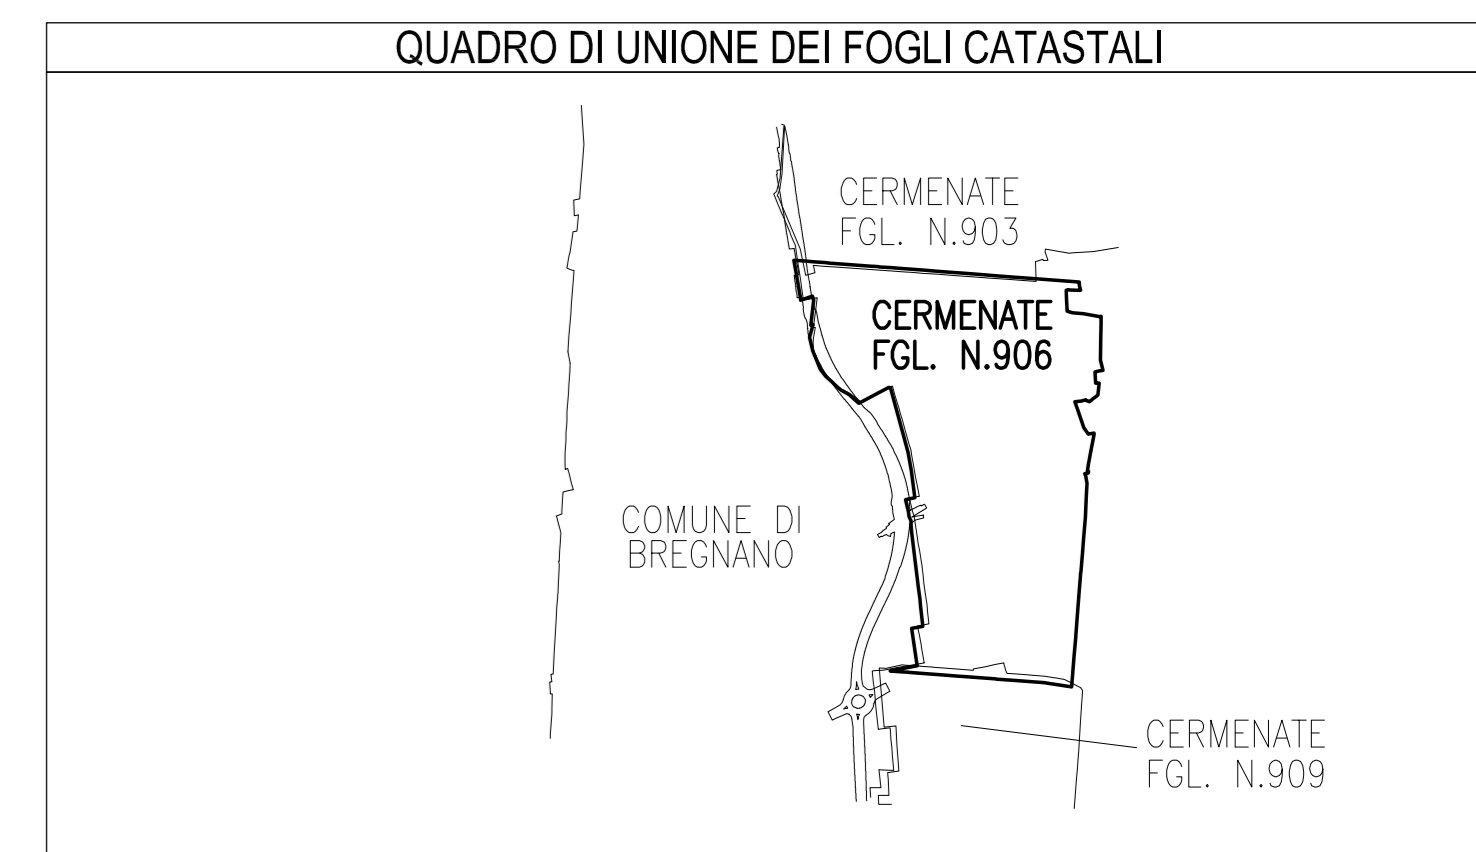 QUADRO DI UNIONE DEI FOGLI CATASTALI
CERMENATE
FGL. N.903
CERMENATE
FGL. N.906
COMUNE DI
BREGNANO
CERMENATE
FGL. N.909